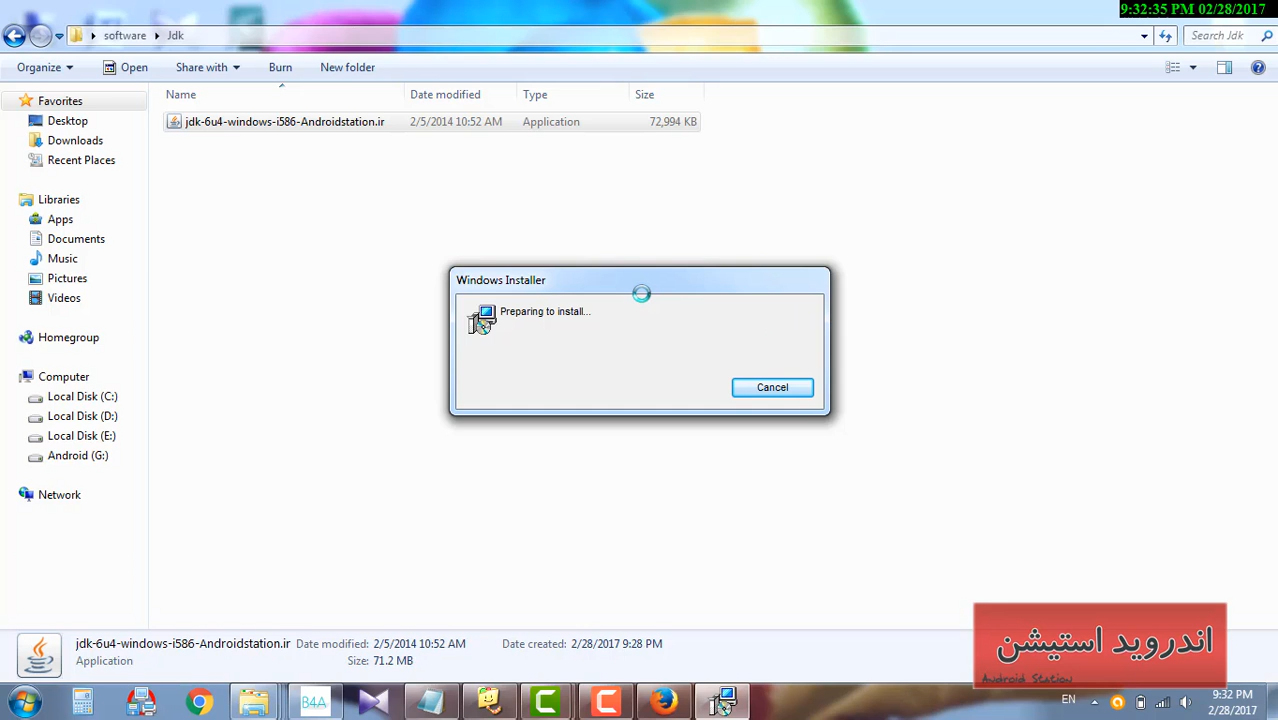 9:32:35 PM 02/28/2017
software Jdk Search Jdk
Organize Open Share with Burn New folder
Name Date modified Type Size
jdk-6u4-windows-i586-Androidstation.ir 2/5/2014 10:52 AM Application 72,994 KB
Favorites
Desktop
Downloads
Recent Places
Libraries
Apps
Documents
Music
Pictures
Videos
Homegroup
Computer
Local Disk (C:)
Local Disk (D:)
Local Disk (E:)
Android (G:)
Network
Windows Installer
Preparing to install...
Cancel
jdk-6u4-windows-i586-Androidstation.ir Date modified: 2/5/2014 10:52 AM Date created: 2/28/2017 9:28 PM
Application Size: 71.2 MB
اندروید استیشن
Android Station
B4A
EN 9:32 PM
2/28/2017